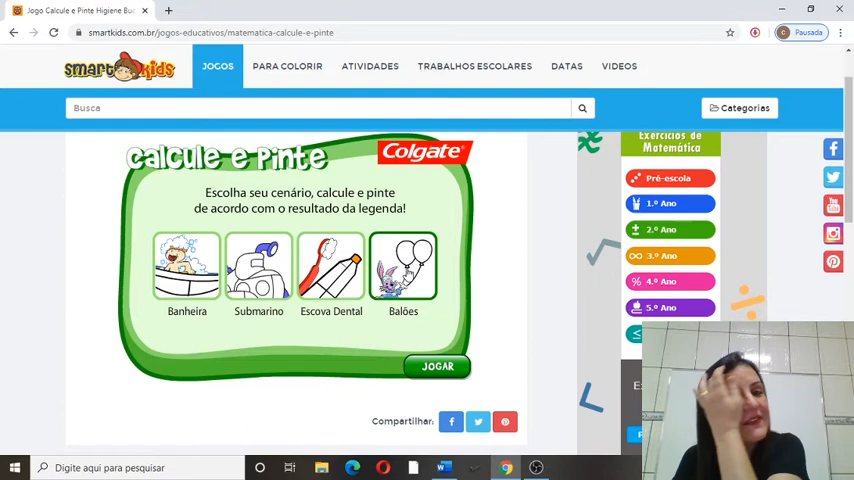 Jogo Calcule e Pinte Higiene Buc
smartkids.com.br/jogos-educativos/matematica-calcule-e-pinte
Pausada
smartkids
JOGOS
PARA COLORIR
ATIVIDADES
TRABALHOS ESCOLARES
DATAS
VIDEOS
Busca
Categorias
Calcule e Pinte
Colgate
Escolha seu cenário, calcule e pinte
de acordo com o resultado da legenda!
Banheira
Submarino
Escova Dental
Balões
JOGAR
Compartilhar:
Exercícios de
Matemática
Pré-escola
1.º Ano
2.º Ano
3.º Ano
4.º Ano
5.º Ano
Digite aqui para pesquisar